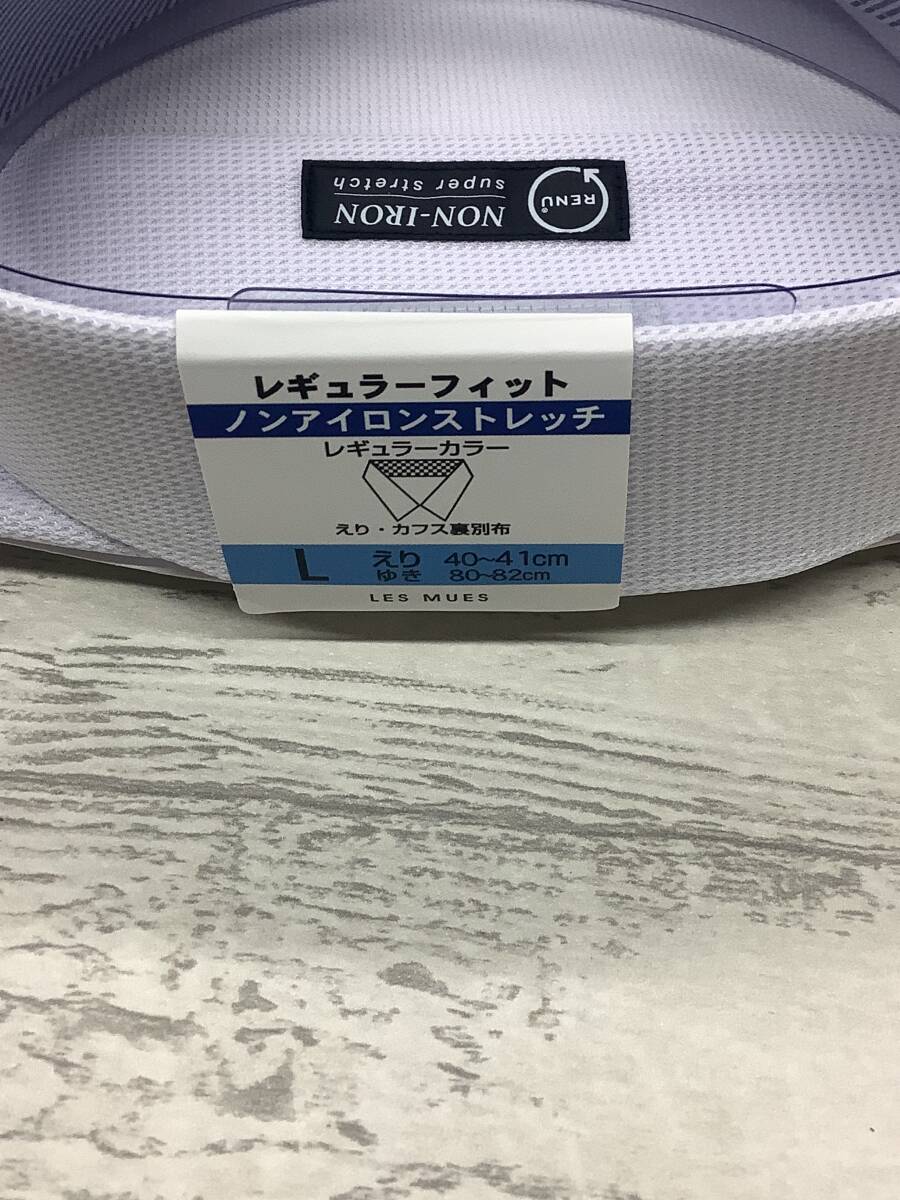 RENU®
NON-IRON
super stretch
レギュラーフィット
ノンアイロンストレッチ
レギュラーカラー
えり・カフス裏別布
L えり 40~41cm
ゆき 80~82cm
LES MUES